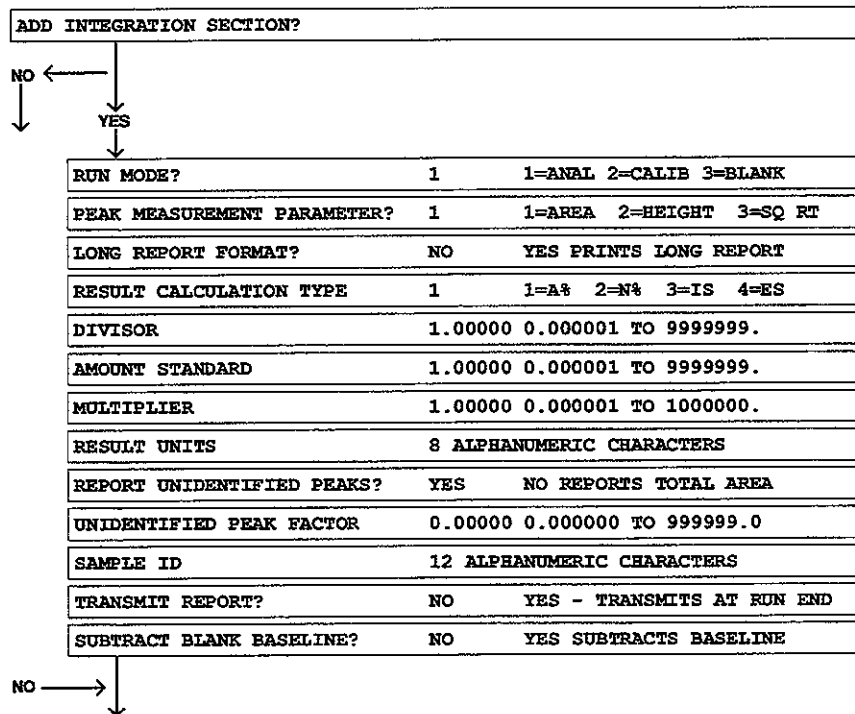 ADD INTEGRATION SECTION?
NO
YES
RUN MODE? 1 1=ANAL 2=CALIB 3=BLANK
PEAK MEASUREMENT PARAMETER? 1 1=AREA 2=HEIGHT 3=SQ RT
LONG REPORT FORMAT? NO YES PRINTS LONG REPORT
RESULT CALCULATION TYPE 1 1=A% 2=N% 3=IS 4=ES
DIVISOR 1.00000 0.000001 TO 9999999.
AMOUNT STANDARD 1.00000 0.000001 TO 9999999.
MULTIPLIER 1.00000 0.000001 TO 1000000.
RESULT UNITS 8 ALPHANUMERIC CHARACTERS
REPORT UNIDENTIFIED PEAKS? YES NO REPORTS TOTAL AREA
UNIDENTIFIED PEAK FACTOR 0.00000 0.000000 TO 999999.0
SAMPLE ID 12 ALPHANUMERIC CHARACTERS
TRANSMIT REPORT? NO YES - TRANSMITS AT RUN END
SUBTRACT BLANK BASELINE? NO YES SUBTRACTS BASELINE
NO